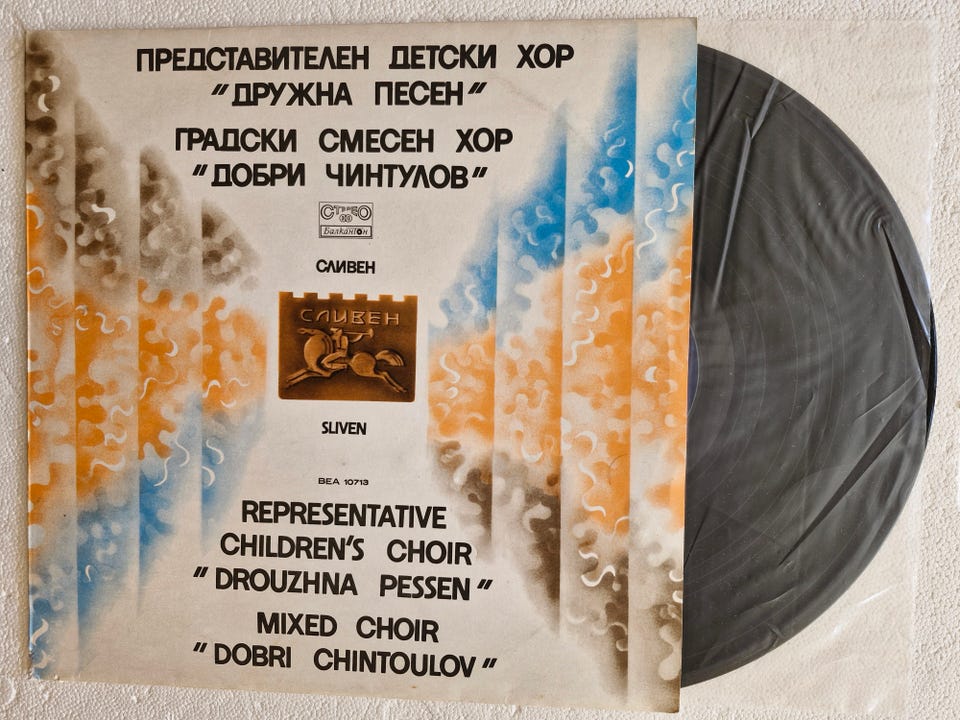 ПРЕДСТАВИТЕЛЕН ДЕТСКИ ХОР
"ДРУЖНА ПЕСЕН"
ГРАДСКИ СМЕСЕН ХОР
"ДОБРИ ЧИНТУЛОВ"
СТЕРЕО
Балкантон
СЛИВЕН
СЛИВЕН
SLIVEN
ВЕА 10713
REPRESENTATIVE
CHILDREN'S CHOIR
"DROUZHNA PESSEN"
MIXED CHOIR
"DOBRI CHINTOULOV"